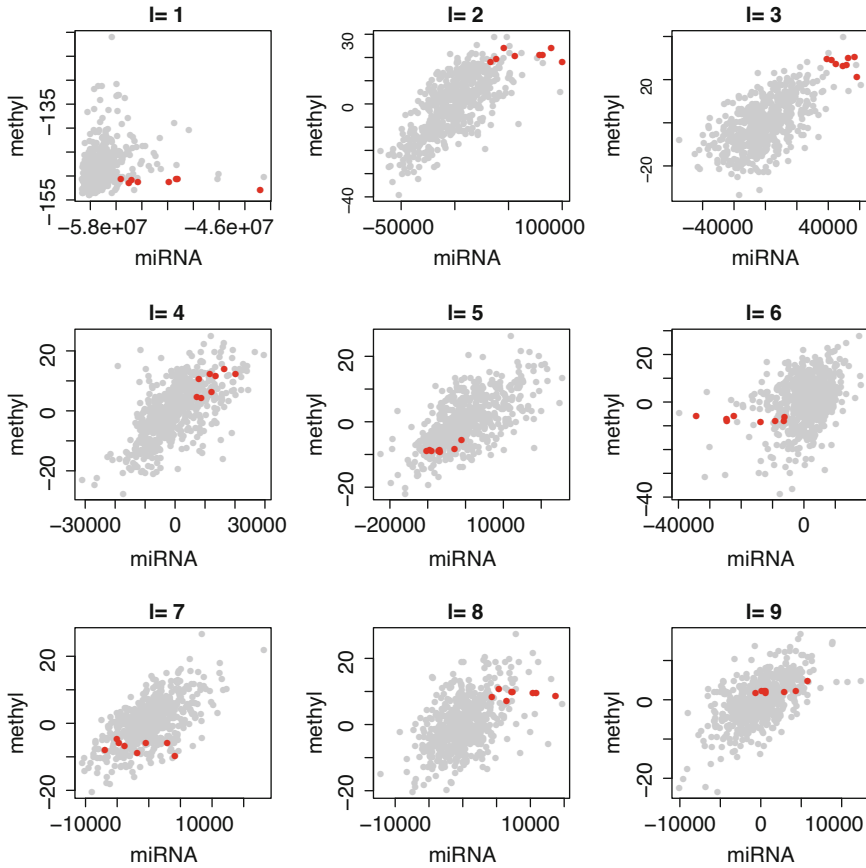 l= 1
methyl
−155
−135
−5.8e+07
−4.6e+07
miRNA
l= 2
methyl
−40
0
30
−50000
100000
miRNA
l= 3
methyl
−20
20
−40000
40000
miRNA
l= 4
methyl
−20
0
20
−30000
0
30000
miRNA
l= 5
methyl
−20
0
20
−20000
10000
miRNA
l= 6
methyl
−40
0
20
−40000
0
miRNA
l= 7
methyl
−20
0
20
−10000
10000
miRNA
l= 8
methyl
−20
0
20
−10000
10000
miRNA
l= 9
methyl
−20
0
−10000
0
10000
miRNA